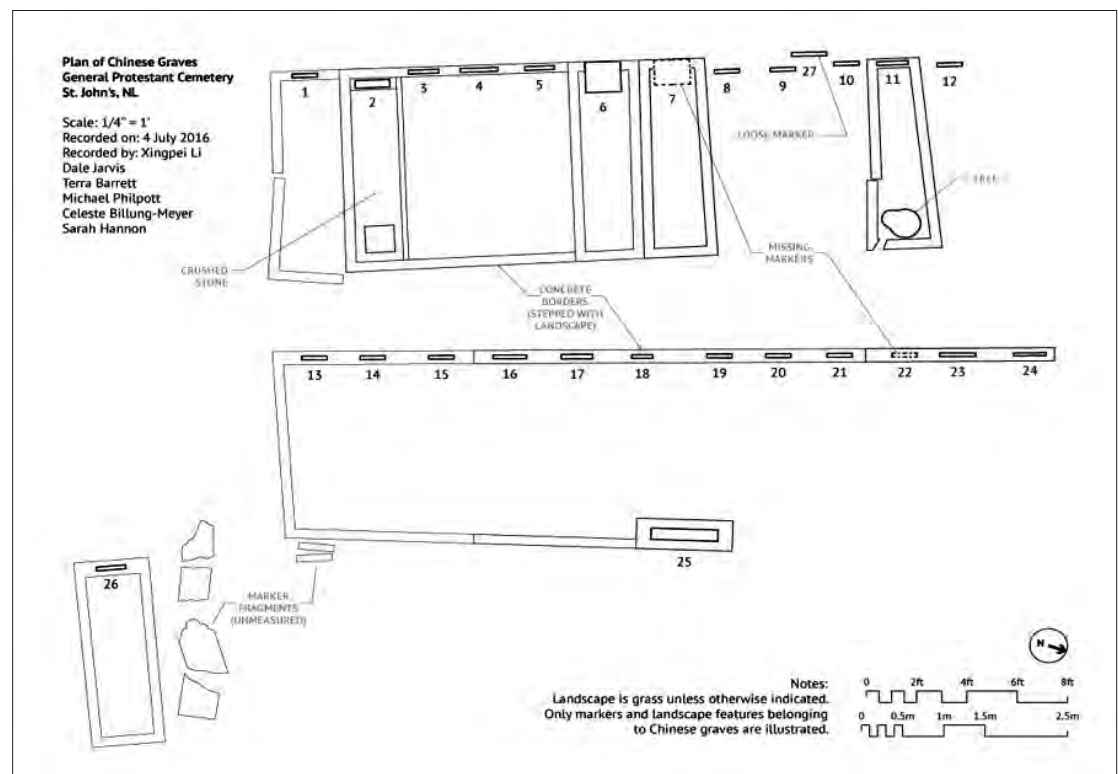 Plan of Chinese Graves
General Protestant Cemetery
St. John's, NL
Scale: 1/4" = 1'
Recorded on: 4 July 2016
Recorded by: Xingpei Li
Dale Jarvis
Terra Barrett
Michael Philpott
Celeste Billung-Meyer
Sarah Hannon
1
2
3
4
5
6
7
8
9
27
10
11
12
LOOSE MARKER
TREE
CRUSHED
STONE
MISSING
MARKERS
CONCRETE
BORDERS
(STEPPED WITH
LANDSCAPE)
13
14
15
16
17
18
19
20
21
22
23
24
25
26
MARKER
FRAGMENTS
(UNMEASURED)
N
Notes:
Landscape is grass unless otherwise indicated.
Only markers and landscape features belonging
to Chinese graves are illustrated.
0 2ft 4ft 6ft 8ft
0 0.5m 1m 1.5m 2.5m